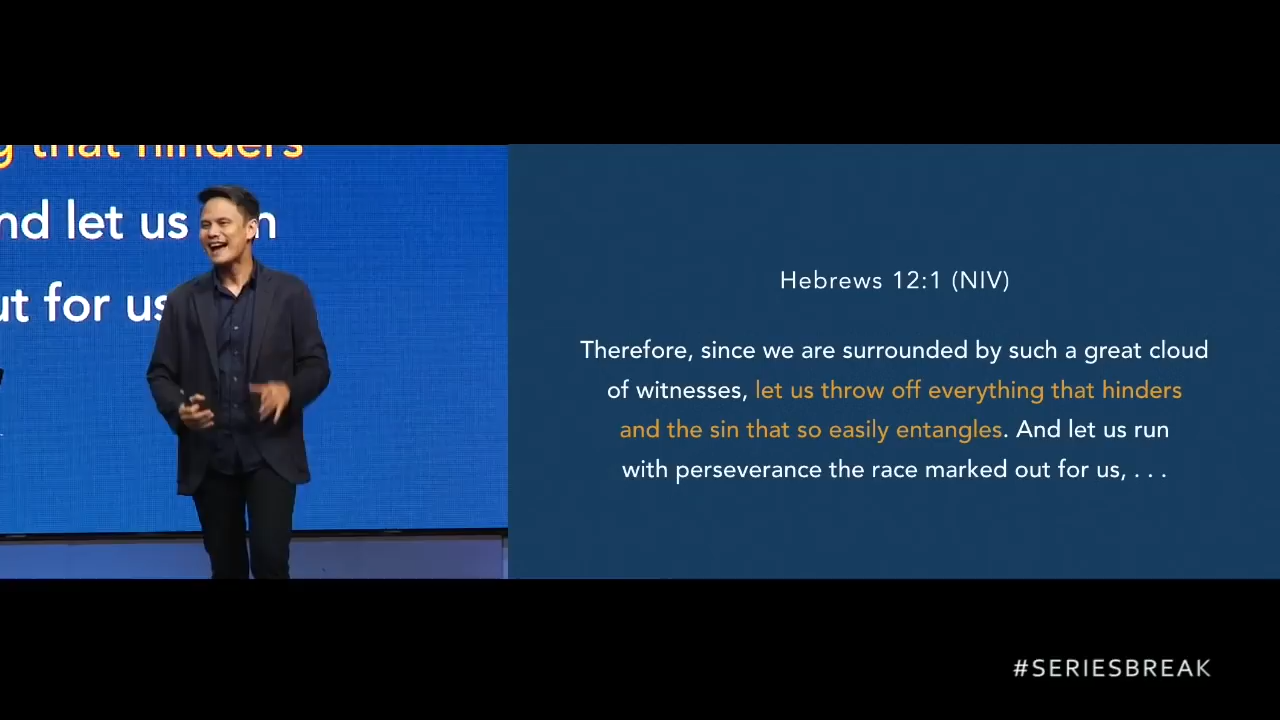 that hinders
nd let us
ut for us
Hebrews 12:1 (NIV)
Therefore, since we are surrounded by such a great cloud
of witnesses, let us throw off everything that hinders
and the sin that so easily entangles. And let us run
with perseverance the race marked out for us, . . .
#SERIESBREAK